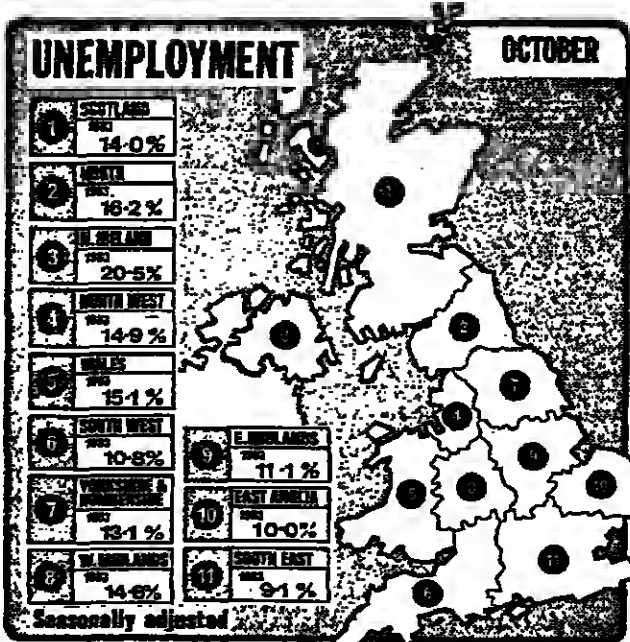 UNEMPLOYMENT
OCTOBER
1
SCOTLAND
1983
14·0%
2
NORTH
1983
16·2%
3
N. IRELAND
1983
20·5%
4
NORTH WEST
1983
14·9%
5
WALES
1983
15·1%
6
SOUTH WEST
1983
10·8%
7
YORKSHIRE &
HUMBERSIDE
1983
13·1%
8
W. MIDLANDS
1983
9
E. MIDLANDS
1983
11·1%
10
EAST ANGLIA
1983
10·0%
11
SOUTH EAST
1983
9·1%
Seasonally adjusted